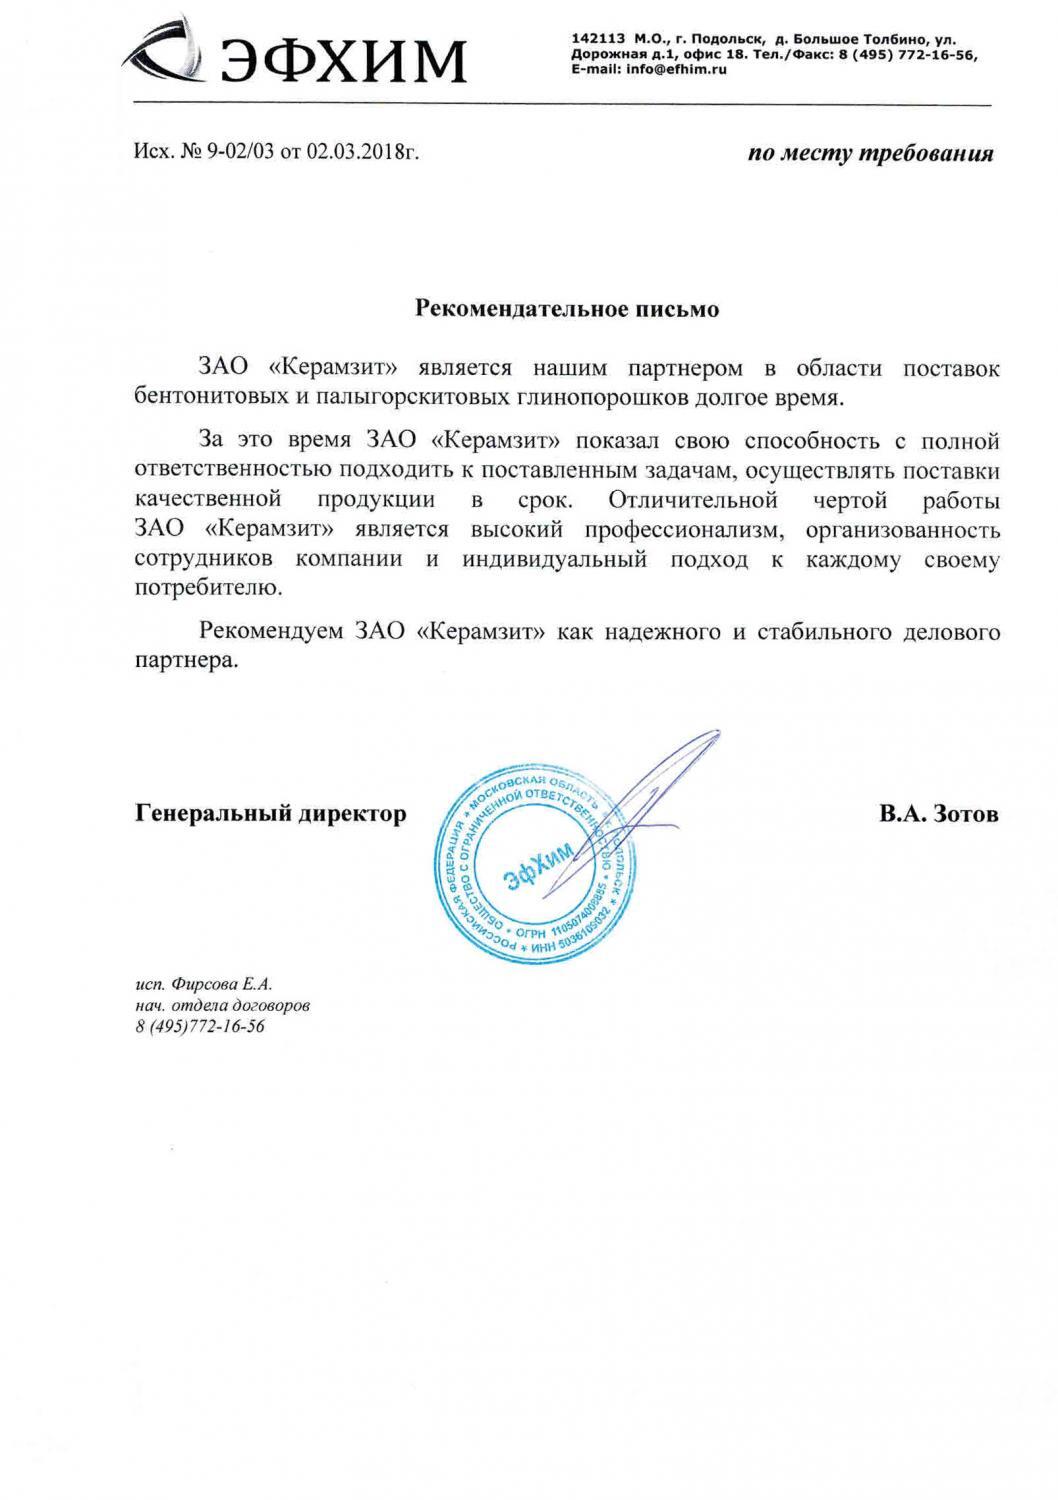 ЭФХИМ
142113 М.О., г. Подольск, д. Большое Толбино, ул.
Дорожная д.1, офис 18. Тел./Факс: 8 (495) 772-16-56,
E-mail: info@efhim.ru
Исх. № 9-02/03 от 02.03.2018г.
по месту требования
Рекомендательное письмо
ЗАО «Керамзит» является нашим партнером в области поставок
бентонитовых и палыгорскитовых глинопорошков долгое время.
За это время ЗАО «Керамзит» показал свою способность с полной
ответственностью подходить к поставленным задачам, осуществлять поставки
качественной продукции в срок. Отличительной чертой работы
ЗАО «Керамзит» является высокий профессионализм, организованность
сотрудников компании и индивидуальный подход к каждому своему
потребителю.
Рекомендуем ЗАО «Керамзит» как надежного и стабильного делового
партнера.
Генеральный директор
В.А. Зотов
РОССИЙСКАЯ ФЕДЕРАЦИЯ * МОСКОВСКАЯ ОБЛАСТЬ * г. ПОДОЛЬСК * ИНН 5036109032 *
ОБЩЕСТВО С ОГРАНИЧЕННОЙ ОТВЕТСТВЕННОСТЬЮ * ОГРН *
ЭфХим
исп. Фирсова Е.А.
нач. отдела договоров
8 (495)772-16-56